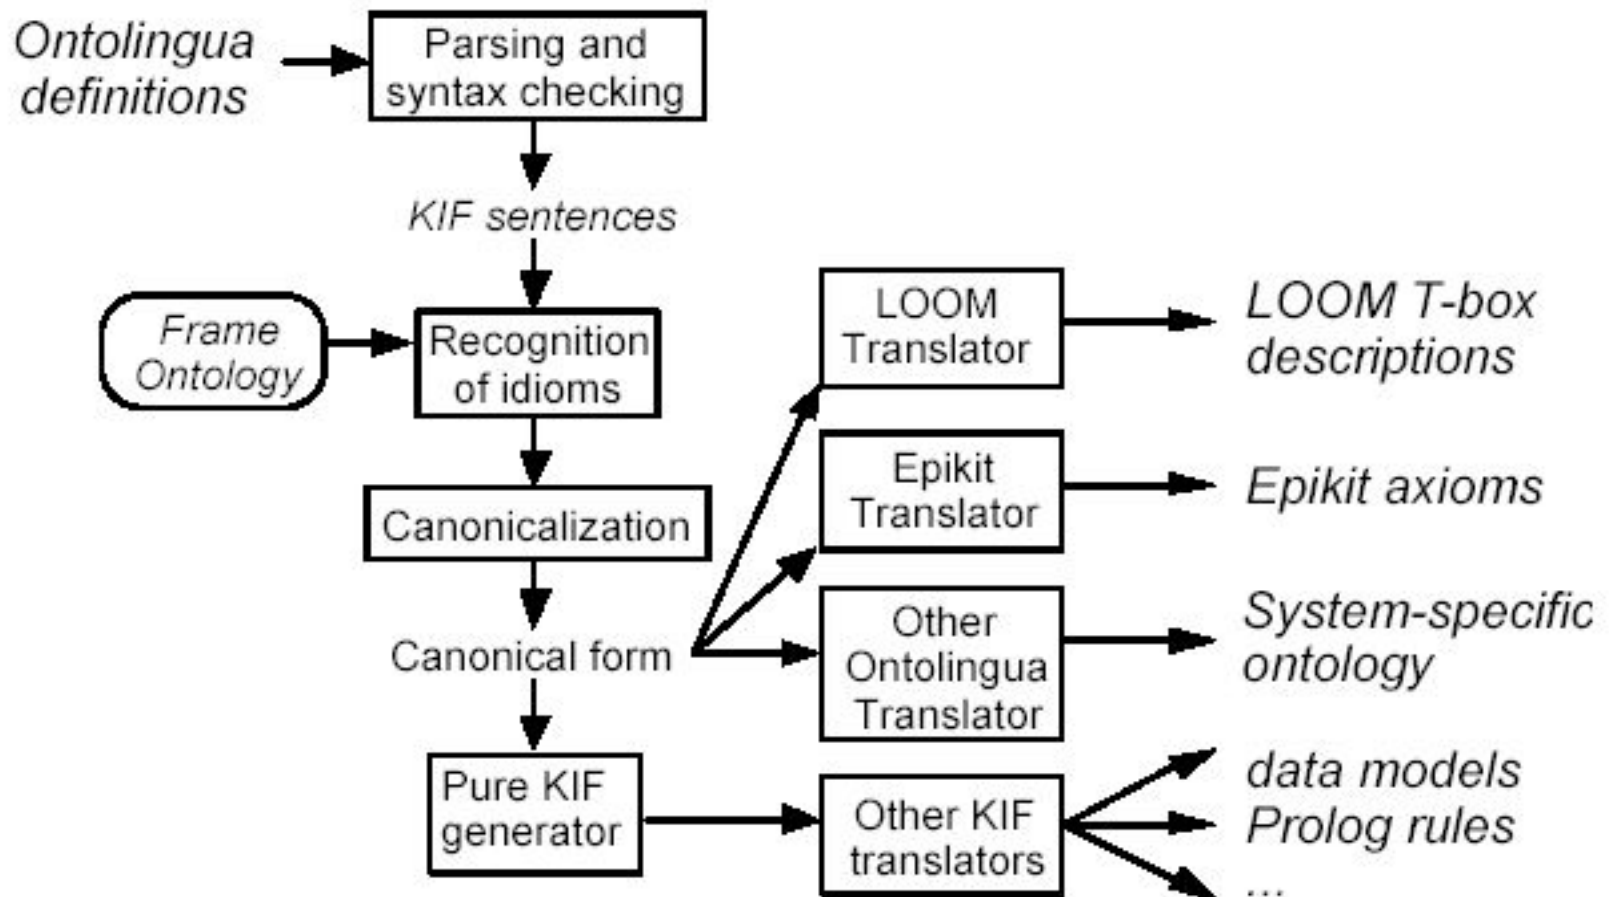 Ontolingua
definitions
Parsing and
syntax checking
KIF sentences
Frame
Ontology
Recognition
of idioms
Canonicalization
Canonical form
Pure KIF
generator
LOOM
Translator
LOOM T-box
descriptions
Epikit
Translator
Epikit axioms
Other
Ontolingua
Translator
System-specific
ontology
Other KIF
translators
data models
Prolog rules
...